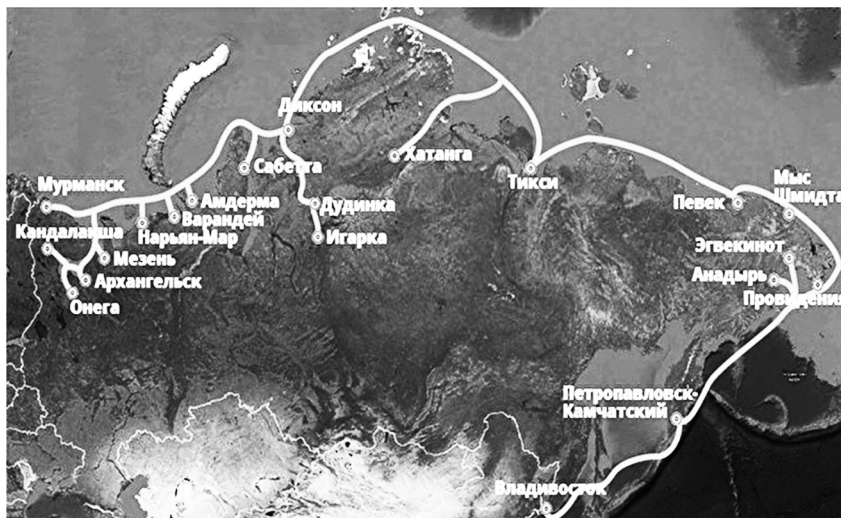 Диксон
Сабетта
Хатанга
Тикси
Мыс
Шмидта
Мурманск
Амдерма
Дудинка
Певек
Варандей
Кандалакша
Нарьян-Мар
Игарка
Эгвекинот
Мезень
Анадырь
Архангельск
Провидения
Онега
Петропавловск-
Камчатский
Владивосток